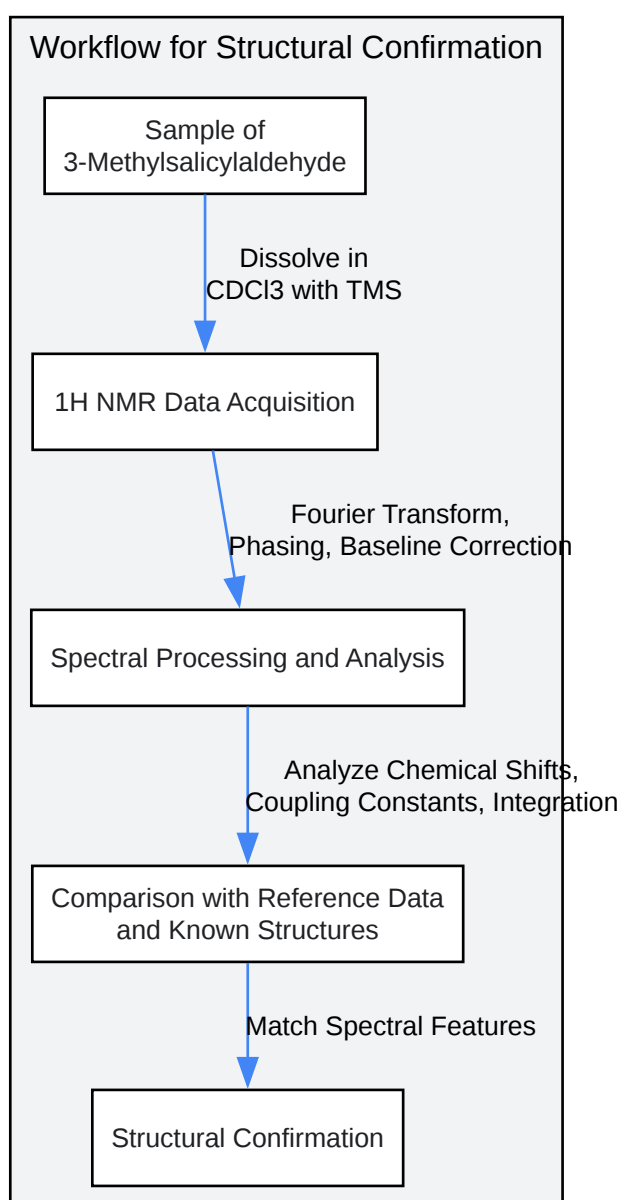 Workflow for Structural Confirmation
Sample of
3-Methylsalicylaldehyde
Dissolve in
CDCl3 with TMS
1H NMR Data Acquisition
Fourier Transform,
Phasing, Baseline Correction
Spectral Processing and Analysis
Analyze Chemical Shifts,
Coupling Constants, Integration
Comparison with Reference Data
and Known Structures
Match Spectral Features
Structural Confirmation